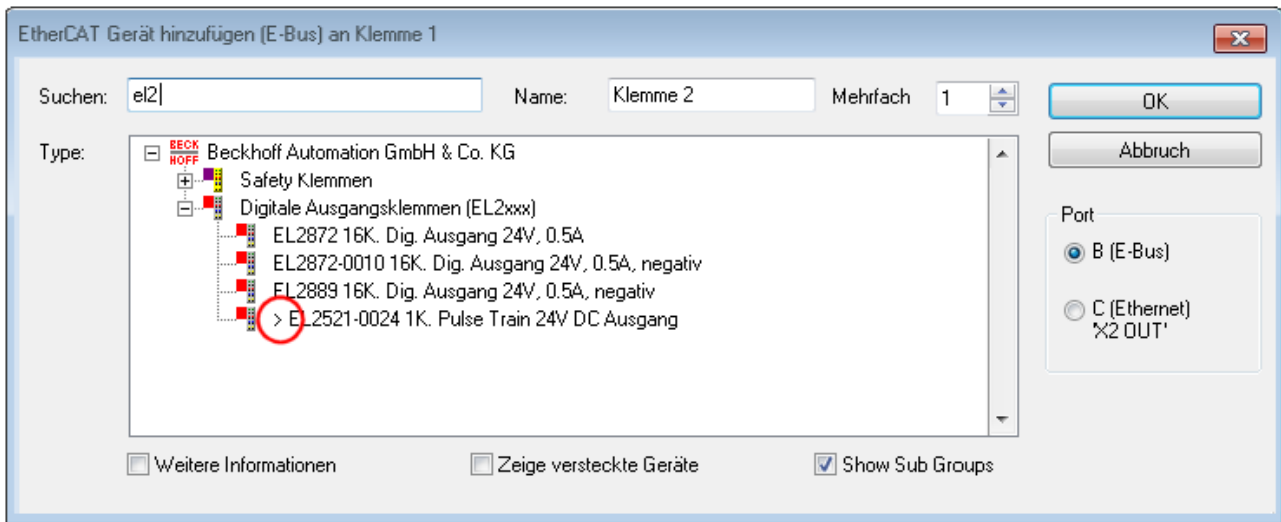 EtherCAT Gerät hinzufügen (E-Bus) an Klemme 1
Suchen: el2 Name: Klemme 2 Mehrfach 1 OK
Type: BECKHOFF Beckhoff Automation GmbH & Co. KG Abbruch
Safety Klemmen
Digitale Ausgangsklemmen (EL2xxx)
Port
EL2872 16K. Dig. Ausgang 24V, 0.5A
B (E-Bus)
EL2872-0010 16K. Dig. Ausgang 24V, 0.5A, negativ
EL2889 16K. Dig. Ausgang 24V, 0.5A, negativ
> EL2521-0024 1K. Pulse Train 24V DC Ausgang
C (Ethernet)
'X2 OUT'
Weitere Informationen Zeige versteckte Geräte Show Sub Groups